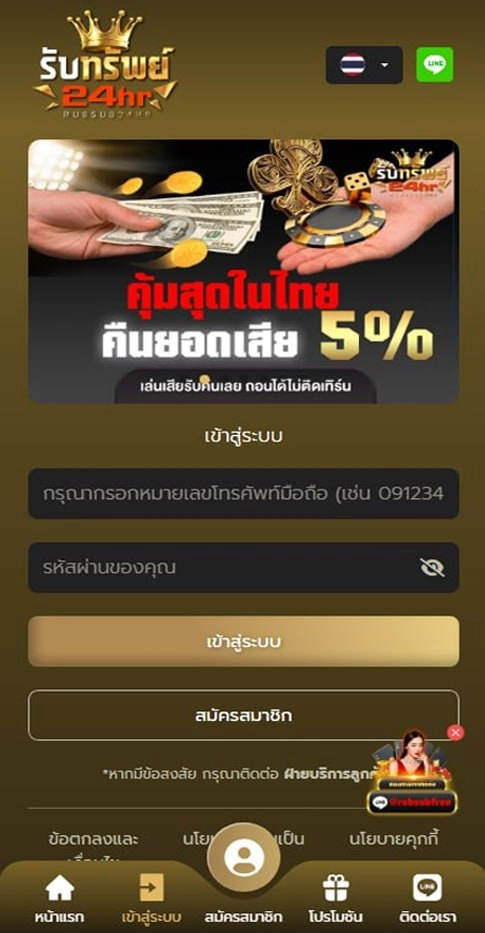 รับทรัพย์
24hr
RUBSUB24HR
LINE
รับทรัพย์
24hr
คุ้มสุดในไทย
คืนยอดเสีย 5%
เล่นเสียรับคืนเลย ถอนได้ไม่ติดเทิร์น
เข้าสู่ระบบ
กรุณากรอกหมายเลขโทรศัพท์มือถือ (เช่น 091234
รหัสผ่านของคุณ
เข้าสู่ระบบ
สมัครสมาชิก
*หากมีข้อสงสัย กรุณาติดต่อ ฝ่ายบริการลูกค้
LINE @rubsubfree
ข้อตกลงและ
นโยบายคุกกี้
หน้าแรก
เข้าสู่ระบบ
สมัครสมาชิก
โปรโมชัน
LINE
ติดต่อเรา